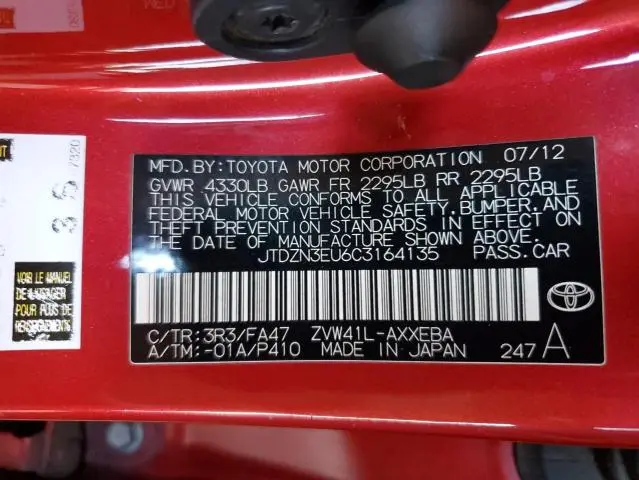 MFD. BY: TOYOTA MOTOR CORPORATION 07/12
GVWR 4330LB GAWR FR 2295LB RR 2295LB
THIS VEHICLE CONFORMS TO ALL APPLICABLE
FEDERAL MOTOR VEHICLE SAFETY, BUMPER, AND
THEFT PREVENTION STANDARDS IN EFFECT ON
THE DATE OF MANUFACTURE SHOWN ABOVE.
JTDZN3EU6C3164135 PASS. CAR
C/TR: 3R3/FA47 ZVW41L-AXXEBA
A/TM: -01A/P410 MADE IN JAPAN 247 A
VOIR LE MANUEL
DE L'USAGER
POUR PLUS DE
35